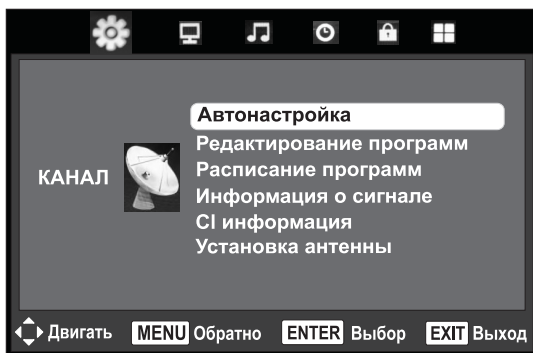 Автонастройка
Редактирование программ
Расписание программ
КАНАЛ
Информация о сигнале
CI информация
Установка антенны
Двигать MENU Обратно ENTER Выбор EXIT Выход